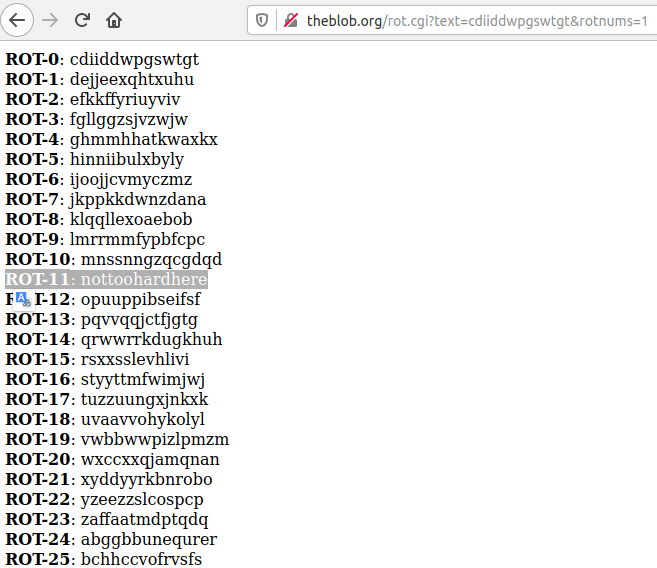 theblob.org/rot.cgi?text=cdiiddwpgswtgt&rotnums=1
ROT-0: cdiiddwpgswtgt
ROT-1: dejjeexqhtxuhu
ROT-2: efkkffyriuyviv
ROT-3: fgllggzsjvzwjw
ROT-4: ghmmhhatkwaxkx
ROT-5: hinniibulxbyly
ROT-6: ijoojjcvmyczmz
ROT-7: jkppkkdwnzdana
ROT-8: klqqllexoaebob
ROT-9: lmrrmmfypbfcpc
ROT-10: mnssnngzqcgdqd
ROT-11: nottoohardhere
ROT-12: opuuppibseifsf
ROT-13: pqvvqqjctfjgtg
ROT-14: qrwwrrkdugkhuh
ROT-15: rsxxsslevhlivi
ROT-16: styyttmfwimjwj
ROT-17: tuzzuungxjnkxk
ROT-18: uvaavvohykolyl
ROT-19: vwbbwwpizlpmzm
ROT-20: wxccxxqjamqnan
ROT-21: xyddyyrkbnrobo
ROT-22: yzeezzslcospcp
ROT-23: zaffaatmdptqdq
ROT-24: abggbbunequrer
ROT-25: bchhccvofrvsfs